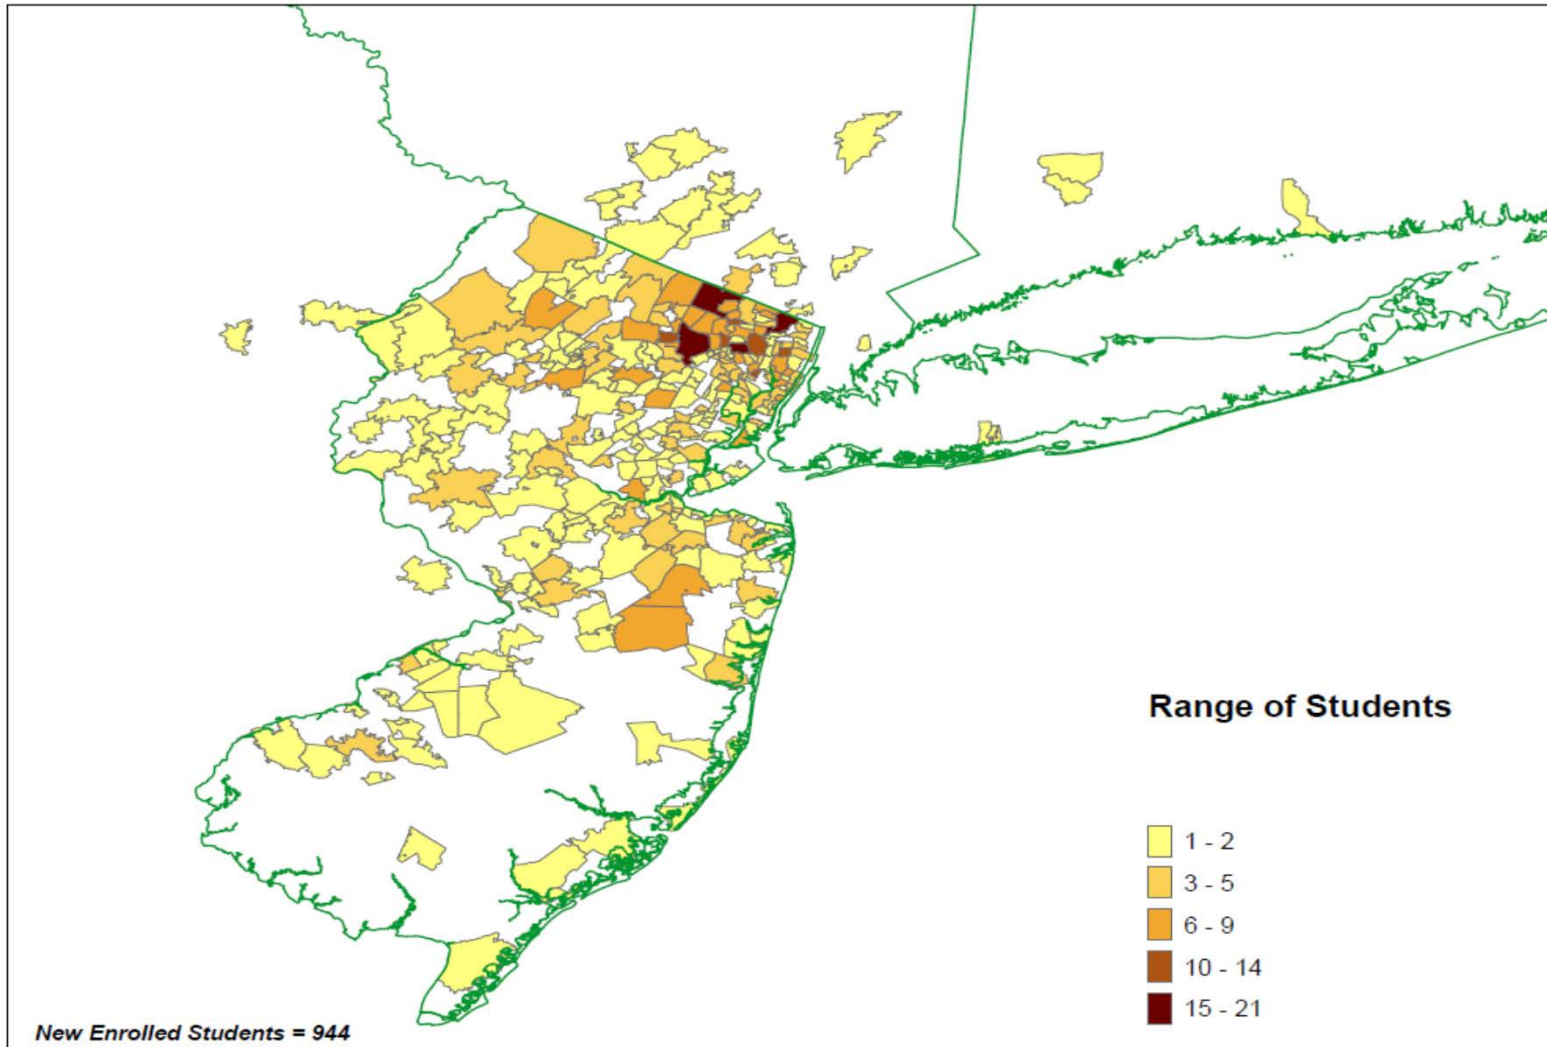 Range of Students
1 - 2
3 - 5
6 - 9
10 - 14
15 - 21
New Enrolled Students = 944